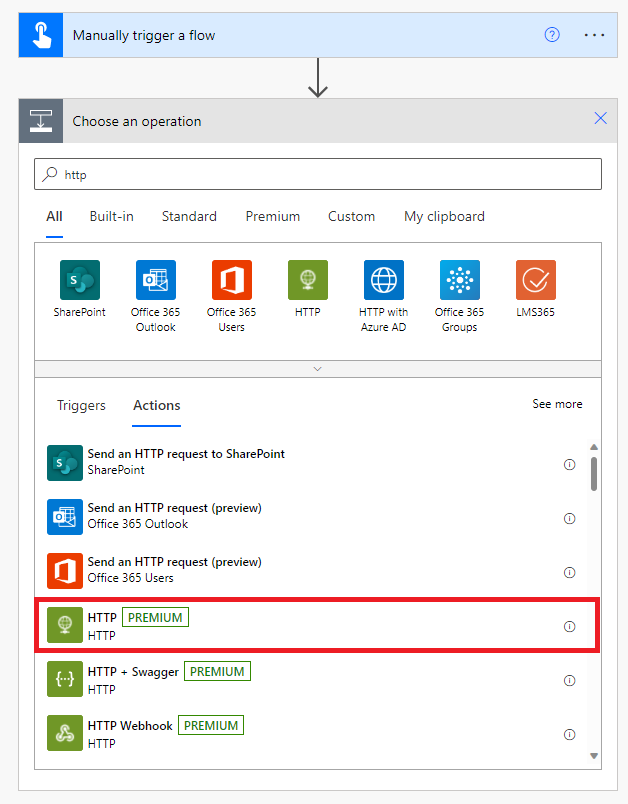 Manually trigger a flow
Choose an operation
http
All Built-in Standard Premium Custom My clipboard
SharePoint Office 365 Outlook Office 365 Users HTTP HTTP with Azure AD Office 365 Groups LMS365
Triggers Actions See more
Send an HTTP request to SharePoint
SharePoint
Send an HTTP request (preview)
Office 365 Outlook
Send an HTTP request (preview)
Office 365 Users
HTTP PREMIUM
HTTP
HTTP + Swagger PREMIUM
HTTP
HTTP Webhook PREMIUM
HTTP